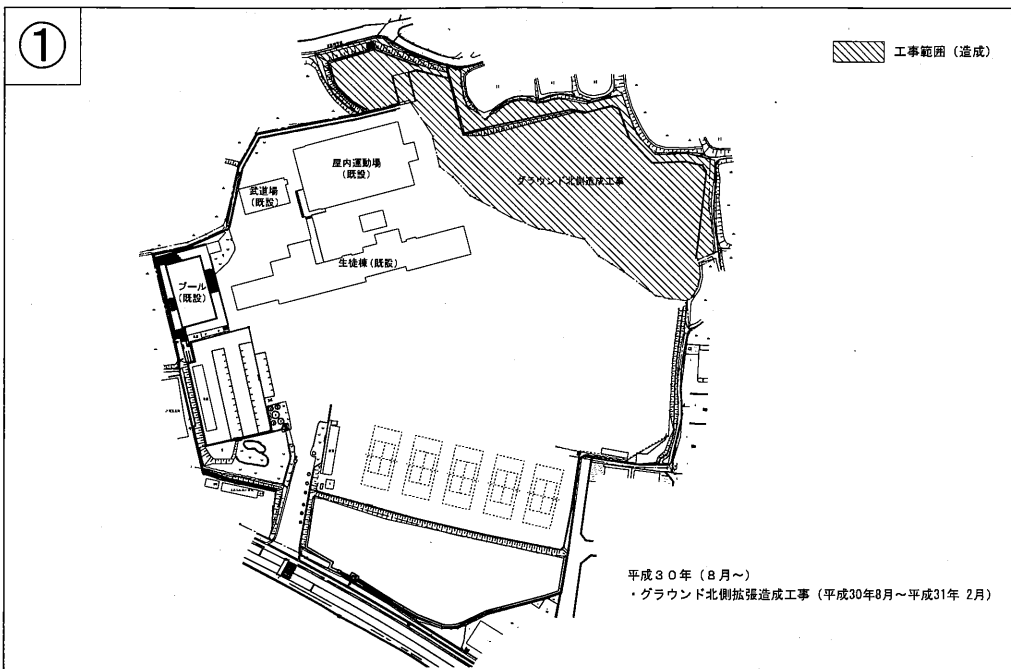 ①
工事範囲（造成）
屋内運動場
（既設）
武道場
（既設）
グラウンド北側造成工事
生徒棟（既設）
プール
（既設）
平成３０年（８月～）
・グラウンド北側拡張造成工事（平成30年8月～平成31年 2月）